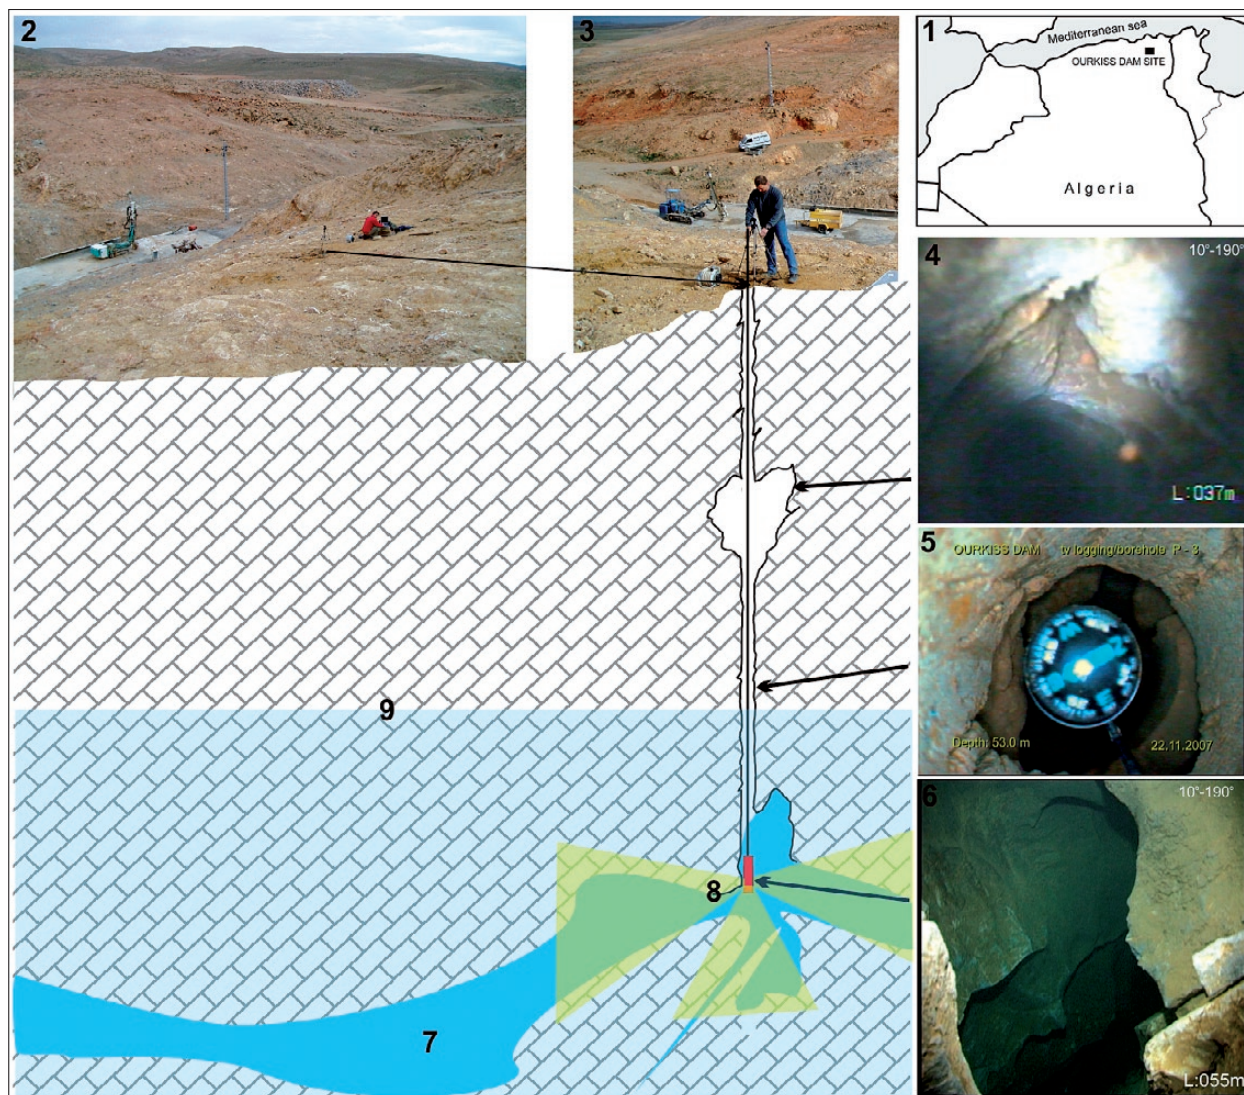 2
3
1
Mediterranean sea
OURKISS DAM SITE
Algeria
4
10°-190°
L:037m
5
OURKISS DAM tv logging/borehole P - 3
Depth: 53.0 m
22.11.2007
6
10°-190°
L:055m
9
8
7